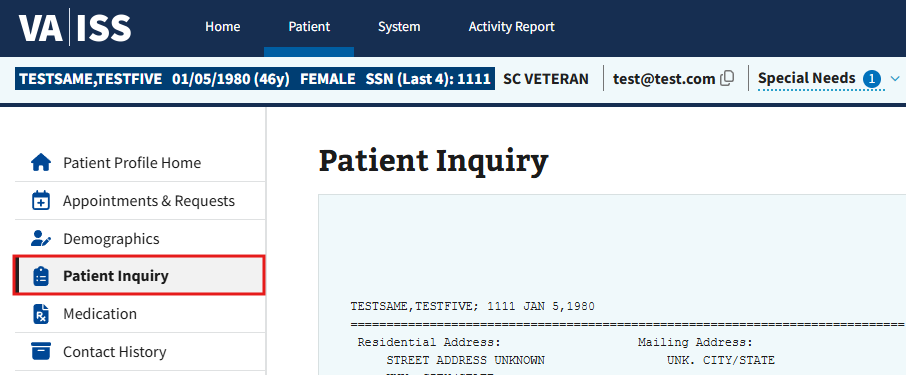 VA ISS Home Patient System Activity Report
TESTSAME,TESTFIVE 01/05/1980 (46y) FEMALE SSN (Last 4): 1111 SC VETERAN test@test.com Special Needs 1
Patient Profile Home
Appointments & Requests
Demographics
Patient Inquiry
Medication
Contact History
Patient Inquiry
TESTSAME,TESTFIVE; 1111 JAN 5,1980
================================================================================
Residential Address: Mailing Address:
STREET ADDRESS UNKNOWN UNK. CITY/STATE